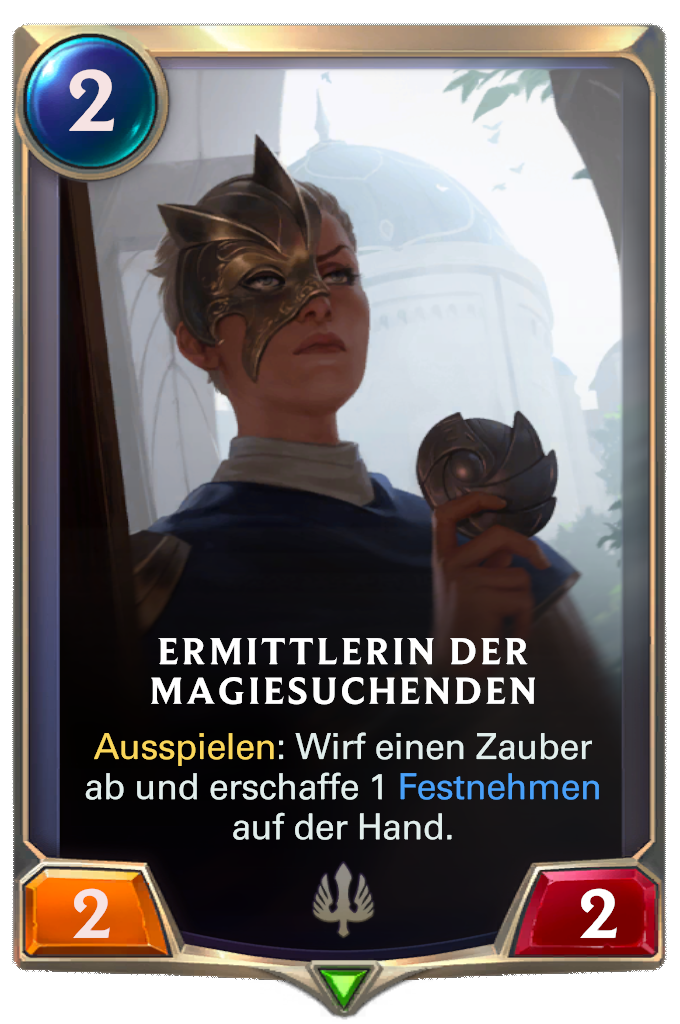 2
ERMITTLERIN DER
MAGIESUCHENDEN
Ausspielen: Wirf einen Zauber
ab und erschaffe 1 Festnehmen
auf der Hand.
2 2